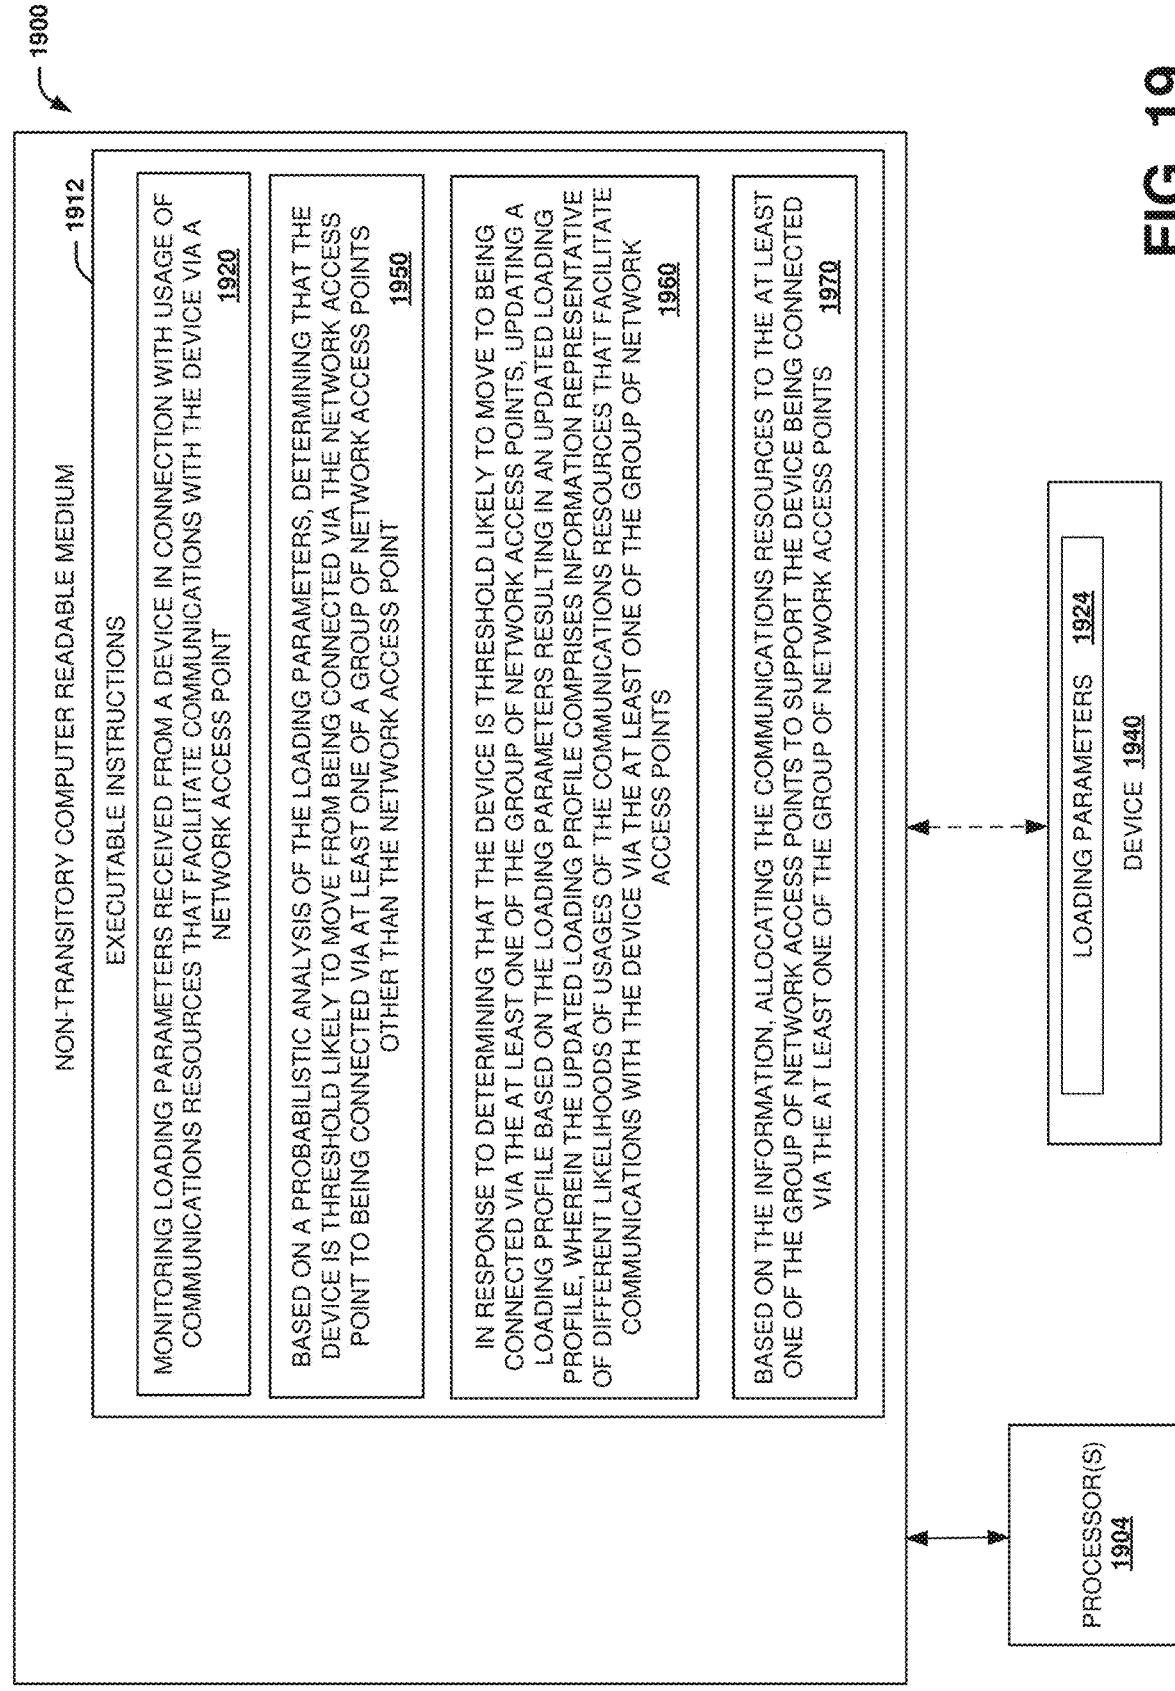 1900
NON-TRANSITORY COMPUTER READABLE MEDIUM
1912
EXECUTABLE INSTRUCTIONS
MONITORING LOADING PARAMETERS RECEIVED FROM A DEVICE IN CONNECTION WITH USAGE OF
COMMUNICATIONS RESOURCES THAT FACILITATE COMMUNICATIONS WITH THE DEVICE VIA A
NETWORK ACCESS POINT
1920
BASED ON A PROBABILISTIC ANALYSIS OF THE LOADING PARAMETERS, DETERMINING THAT THE
DEVICE IS THRESHOLD LIKELY TO MOVE FROM BEING CONNECTED VIA THE NETWORK ACCESS
POINT TO BEING CONNECTED VIA AT LEAST ONE OF A GROUP OF NETWORK ACCESS POINTS
OTHER THAN THE NETWORK ACCESS POINT
1950
IN RESPONSE TO DETERMINING THAT THE DEVICE IS THRESHOLD LIKELY TO MOVE TO BEING
CONNECTED VIA THE AT LEAST ONE OF THE GROUP OF NETWORK ACCESS POINTS, UPDATING A
LOADING PROFILE BASED ON THE LOADING PARAMETERS RESULTING IN AN UPDATED LOADING
PROFILE, WHEREIN THE UPDATED LOADING PROFILE COMPRISES INFORMATION REPRESENTATIVE
OF DIFFERENT LIKELIHOODS OF USAGES OF THE COMMUNICATIONS RESOURCES THAT FACILITATE
COMMUNICATIONS WITH THE DEVICE VIA THE AT LEAST ONE OF THE GROUP OF NETWORK
ACCESS POINTS
1960
BASED ON THE INFORMATION, ALLOCATING THE COMMUNICATIONS RESOURCES TO THE AT LEAST
ONE OF THE GROUP OF NETWORK ACCESS POINTS TO SUPPORT THE DEVICE BEING CONNECTED
VIA THE AT LEAST ONE OF THE GROUP OF NETWORK ACCESS POINTS
1970
PROCESSOR(S)
1904
LOADING PARAMETERS 1924
DEVICE 1940
FIG. 19